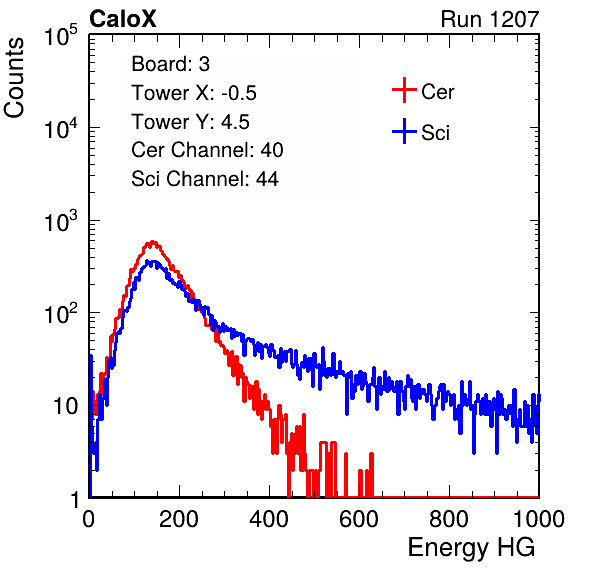 CaloX Run 1207
Counts
Board: 3
Tower X: -0.5
Tower Y: 4.5
Cer Channel: 40
Sci Channel: 44
Cer
Sci
10^5
10^4
10^3
10^2
10
1
0 200 400 600 800 1000
Energy HG